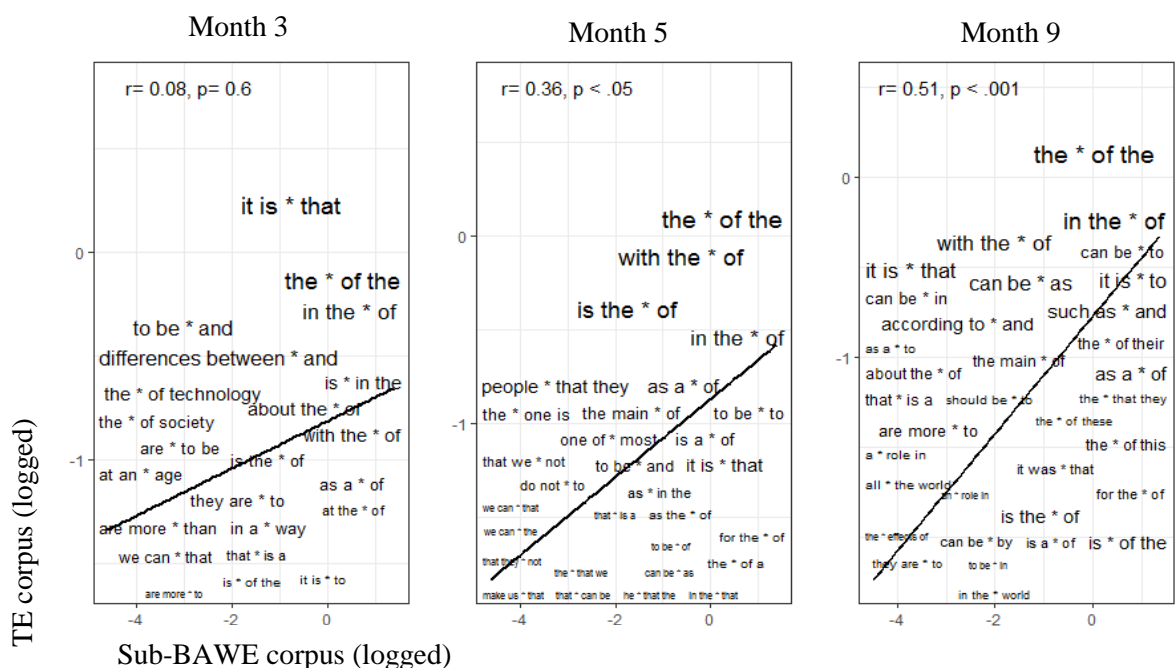 Month 3
r= 0.08, p= 0.6
it is * that
0
the * of the
in the * of
to be * and
differences between * and
is * in the
the * of technology
about the * of
the * of society
with the * of
are * to be
is the * of
-1
at an * age
as a * of
they are * to
at the * of
are more * than
in a * way
we can * that
that * is a
is * of the
it is * to
are more * to
-4
-2
0
Month 5
r= 0.36, p < .05
the * of the
0
with the * of
is the * of
in the * of
people * that they
as a * of
the * one is
the main * of
to be * to
-1
one of * most
is a * of
that we * not
to be * and
it is * that
do not * to
as * in the
we can * that
that * is a
as the * of
we can * the
for the * of
to be * of
that they * not
the * of a
the * that we
can be * as
make us * that
that * can be
he * that the
in the * that
-4
-2
0
Month 9
r= 0.51, p < .001
the * of the
0
in the * of
with the * of
can be * to
it is * that
can be * as
it is * to
can be * in
such as * and
according to * and
the * of their
as a * to
-1
the main * of
about the * of
as a * of
that * is a
should be * to
the * that they
the * of these
are more * to
the * of this
a * role in
it was * that
all * the world
an * role in
for the * of
is the * of
the * effects of
can be * by
is a * of
is * of the
they are * to
to be * in
in the * world
-4
-2
0
TE corpus (logged)
Sub-BAWE corpus (logged)